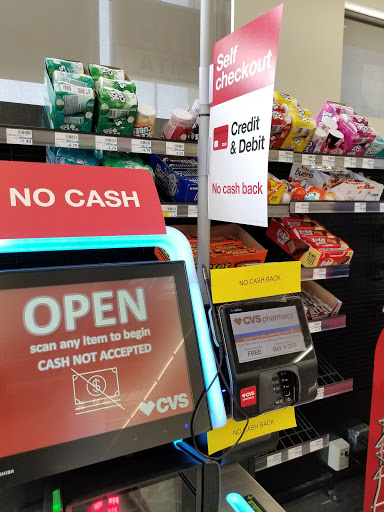 Self
checkout
Credit
& Debit
No cash back
NO CASH
NO CASH BACK
OPEN
scan any item to begin
CASH NOT ACCEPTED
CVS
CVS pharmacy
FREE
NO CASH BACK
TOSHIBA